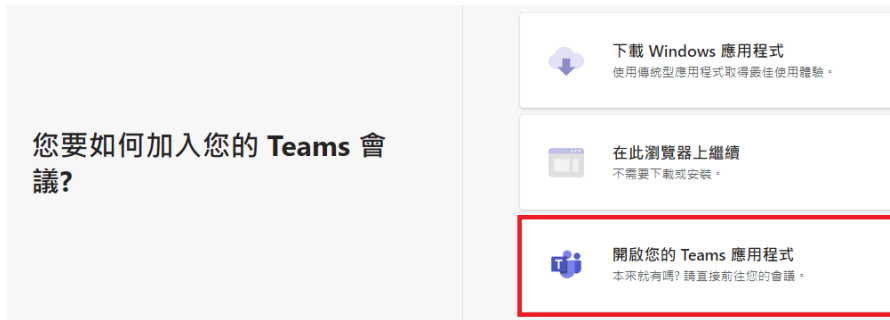 您要如何加入您的 Teams 會
議?
下載 Windows 應用程式
使用傳統型應用程式取得最佳使用體驗。
在此瀏覽器上繼續
不需要下載或安裝。
開啟您的 Teams 應用程式
本來就有嗎? 請直接前往您的會議。